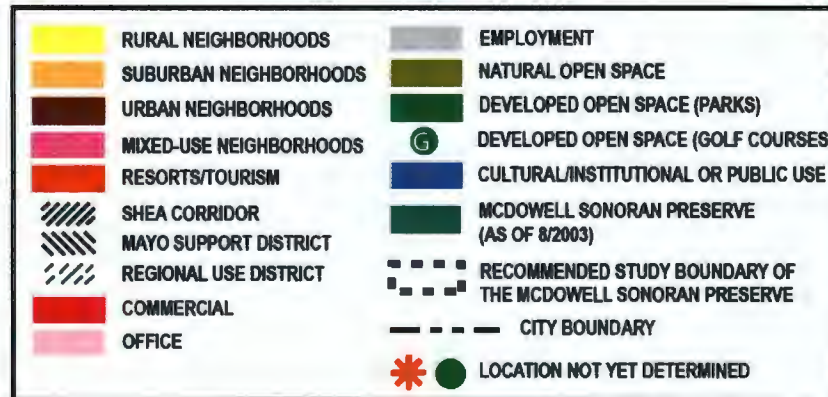 RURAL NEIGHBORHOODS
SUBURBAN NEIGHBORHOODS
URBAN NEIGHBORHOODS
MIXED-USE NEIGHBORHOODS
RESORTS/TOURISM
SHEA CORRIDOR
MAYO SUPPORT DISTRICT
REGIONAL USE DISTRICT
COMMERCIAL
OFFICE
EMPLOYMENT
NATURAL OPEN SPACE
DEVELOPED OPEN SPACE (PARKS)
G DEVELOPED OPEN SPACE (GOLF COURSES
CULTURAL/INSTITUTIONAL OR PUBLIC USE
MCDOWELL SONORAN PRESERVE
(AS OF 8/2003)
RECOMMENDED STUDY BOUNDARY OF
THE MCDOWELL SONORAN PRESERVE
CITY BOUNDARY
LOCATION NOT YET DETERMINED